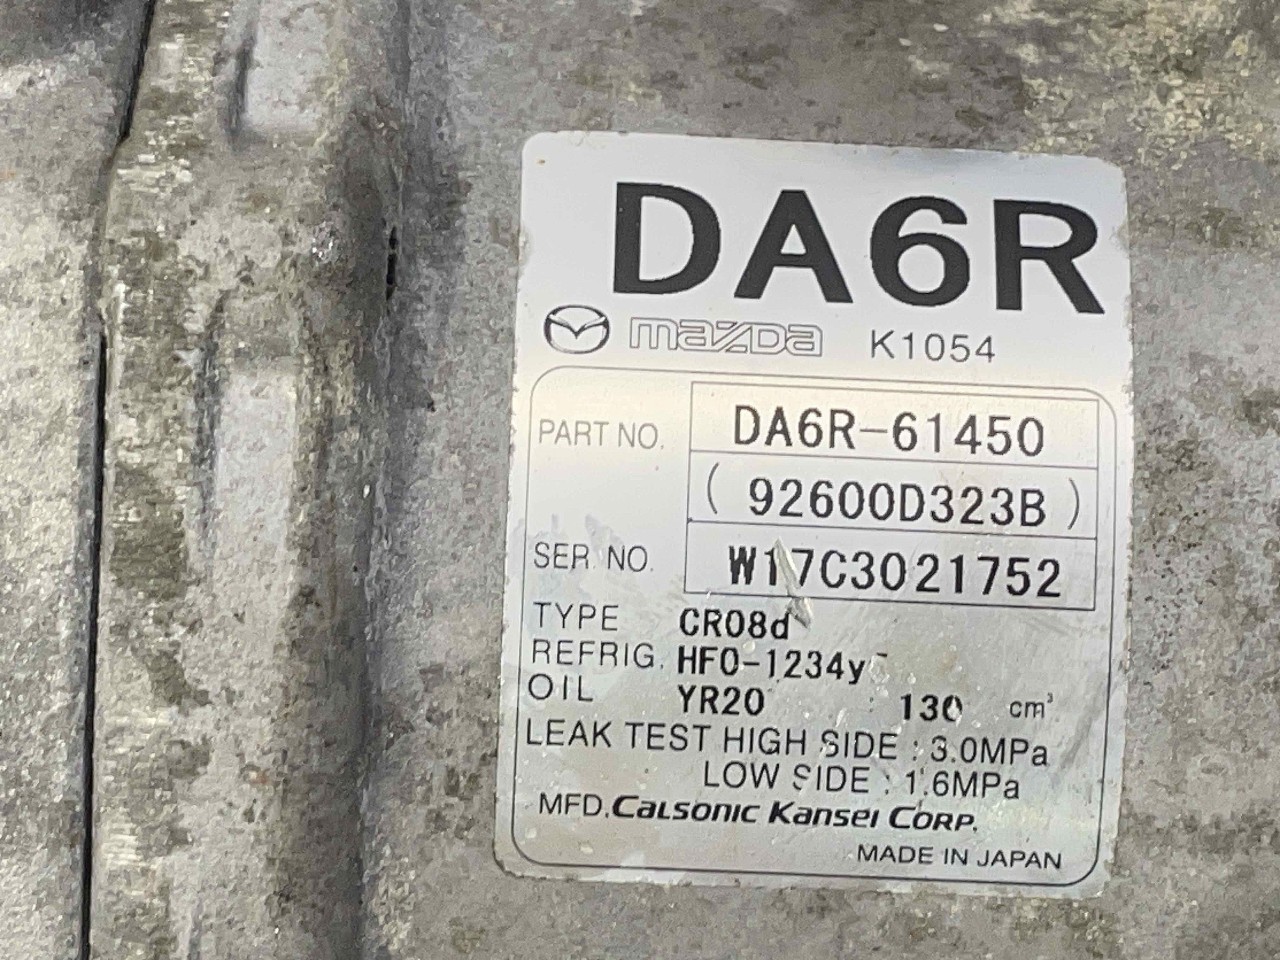 DA6R
mazda K1054
PART NO. DA6R-61450
( 92600D323B )
SER. NO. W17C3021752
TYPE CR08d
REFRIG. HFO-1234y
OIL YR20 130 cm³
LEAK TEST HIGH SIDE : 3.0MPa
LOW SIDE : 1.6MPa
MFD. Calsonic Kansei Corp.
MADE IN JAPAN